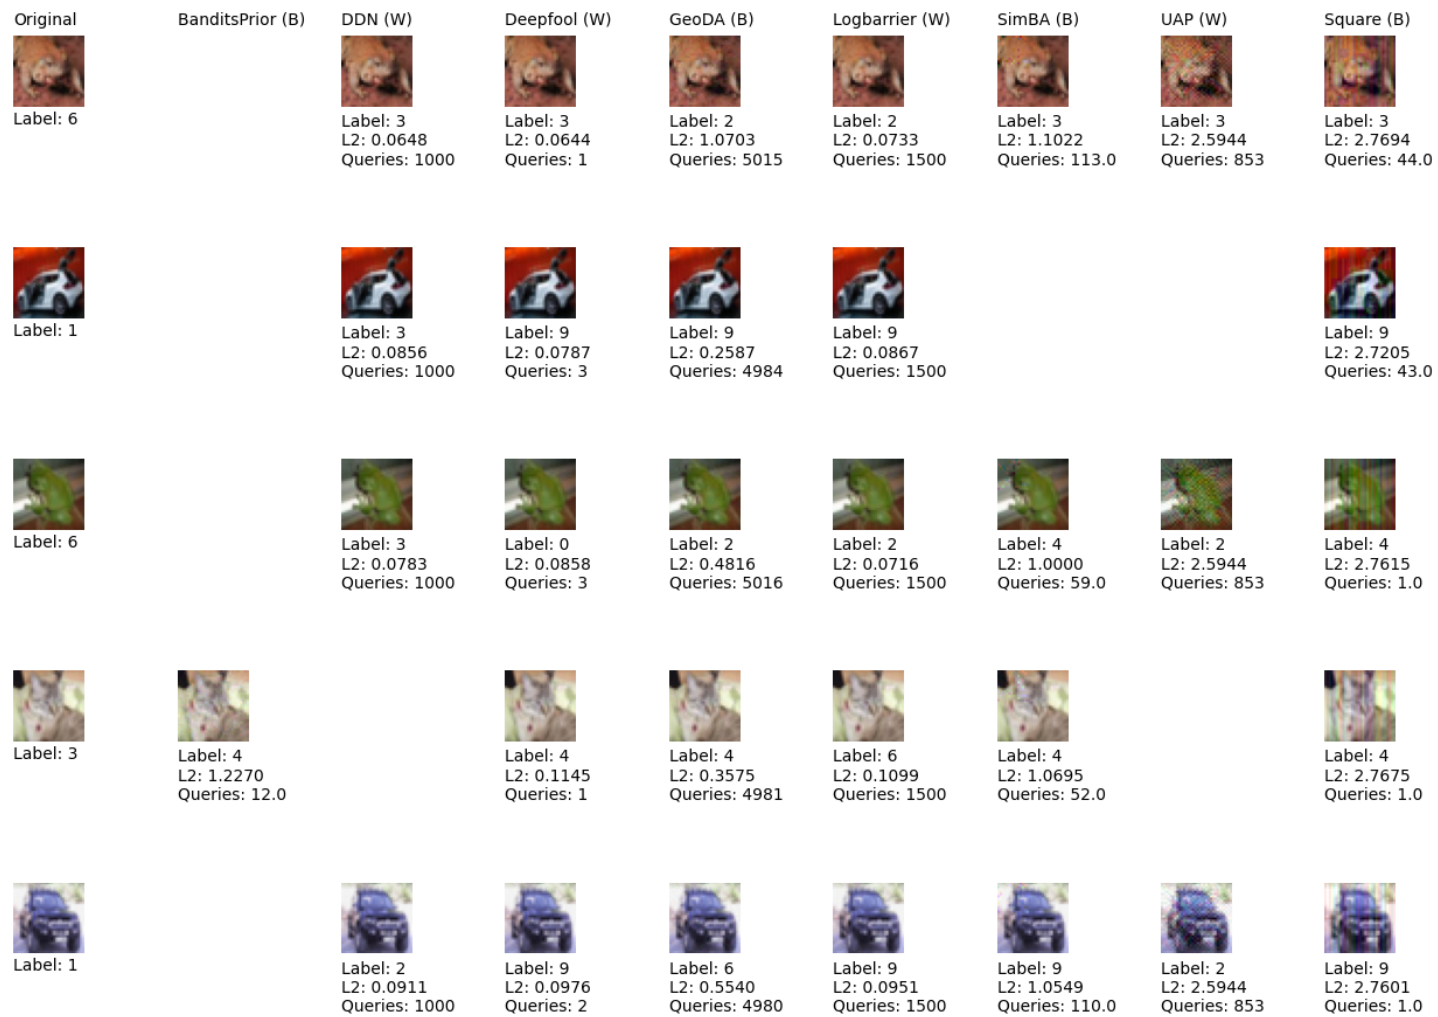 Original BanditsPrior (B) DDN (W) Deepfool (W) GeoDA (B) Logbarrier (W) SimBA (B) UAP (W) Square (B)
Label: 6 Label: 3 Label: 3 Label: 2 Label: 2 Label: 3 Label: 3 Label: 3
L2: 0.0648 L2: 0.0644 L2: 1.0703 L2: 0.0733 L2: 1.1022 L2: 2.5944 L2: 2.7694
Queries: 1000 Queries: 1 Queries: 5015 Queries: 1500 Queries: 113.0 Queries: 853 Queries: 44.0
Label: 1 Label: 3 Label: 9 Label: 9 Label: 9 Label: 9
L2: 0.0856 L2: 0.0787 L2: 0.2587 L2: 0.0867 L2: 2.7205
Queries: 1000 Queries: 3 Queries: 4984 Queries: 1500 Queries: 43.0
Label: 6 Label: 3 Label: 0 Label: 2 Label: 2 Label: 4 Label: 2 Label: 4
L2: 0.0783 L2: 0.0858 L2: 0.4816 L2: 0.0716 L2: 1.0000 L2: 2.5944 L2: 2.7615
Queries: 1000 Queries: 3 Queries: 5016 Queries: 1500 Queries: 59.0 Queries: 853 Queries: 1.0
Label: 3 Label: 4 Label: 4 Label: 4 Label: 6 Label: 4 Label: 4
L2: 1.2270 L2: 0.1145 L2: 0.3575 L2: 0.1099 L2: 1.0695 L2: 2.7675
Queries: 12.0 Queries: 1 Queries: 4981 Queries: 1500 Queries: 52.0 Queries: 1.0
Label: 1 Label: 2 Label: 9 Label: 6 Label: 9 Label: 9 Label: 2 Label: 9
L2: 0.0911 L2: 0.0976 L2: 0.5540 L2: 0.0951 L2: 1.0549 L2: 2.5944 L2: 2.7601
Queries: 1000 Queries: 2 Queries: 4980 Queries: 1500 Queries: 110.0 Queries: 853 Queries: 1.0